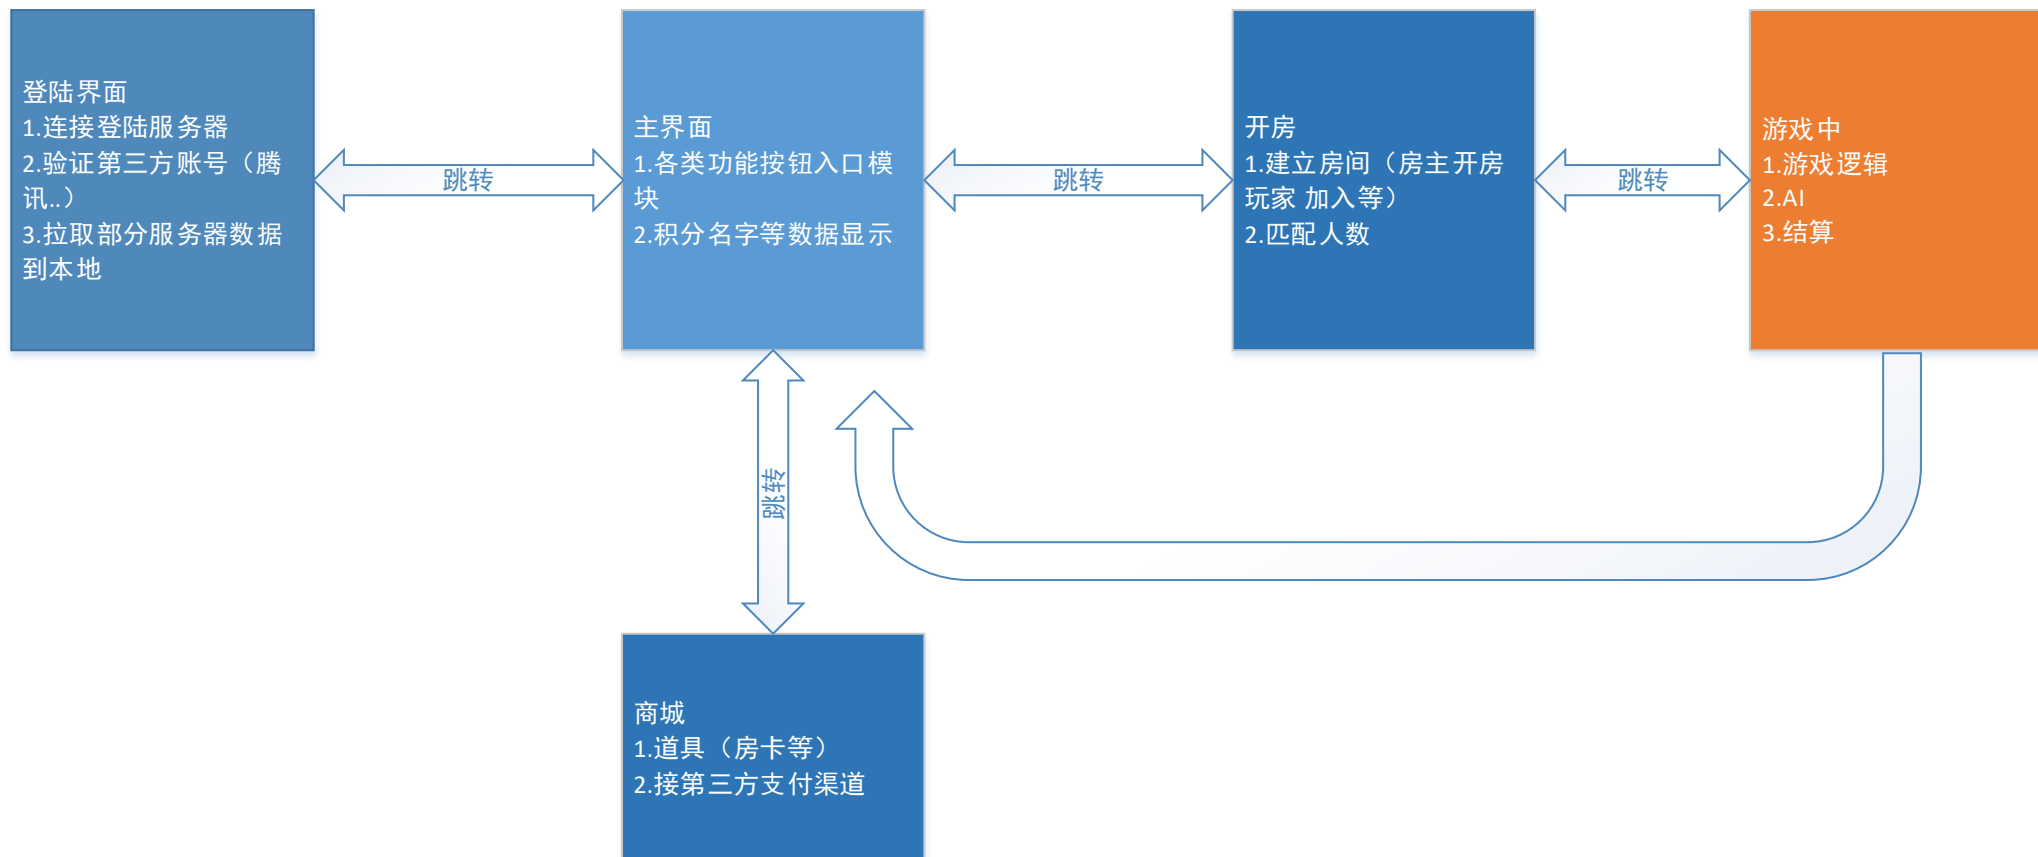 登陆界面
1.连接登陆服务器
2.验证第三方账号（腾
讯..）
3.拉取部分服务器数据
到本地
跳转
主界面
1.各类功能按钮入口模
块
2.积分名字等数据显示
跳转
开房
1.建立房间（房主开房
玩家 加入等）
2.匹配人数
跳转
游戏中
1.游戏逻辑
2.AI
3.结算
跳转
商城
1.道具（房卡等）
2.接第三方支付渠道